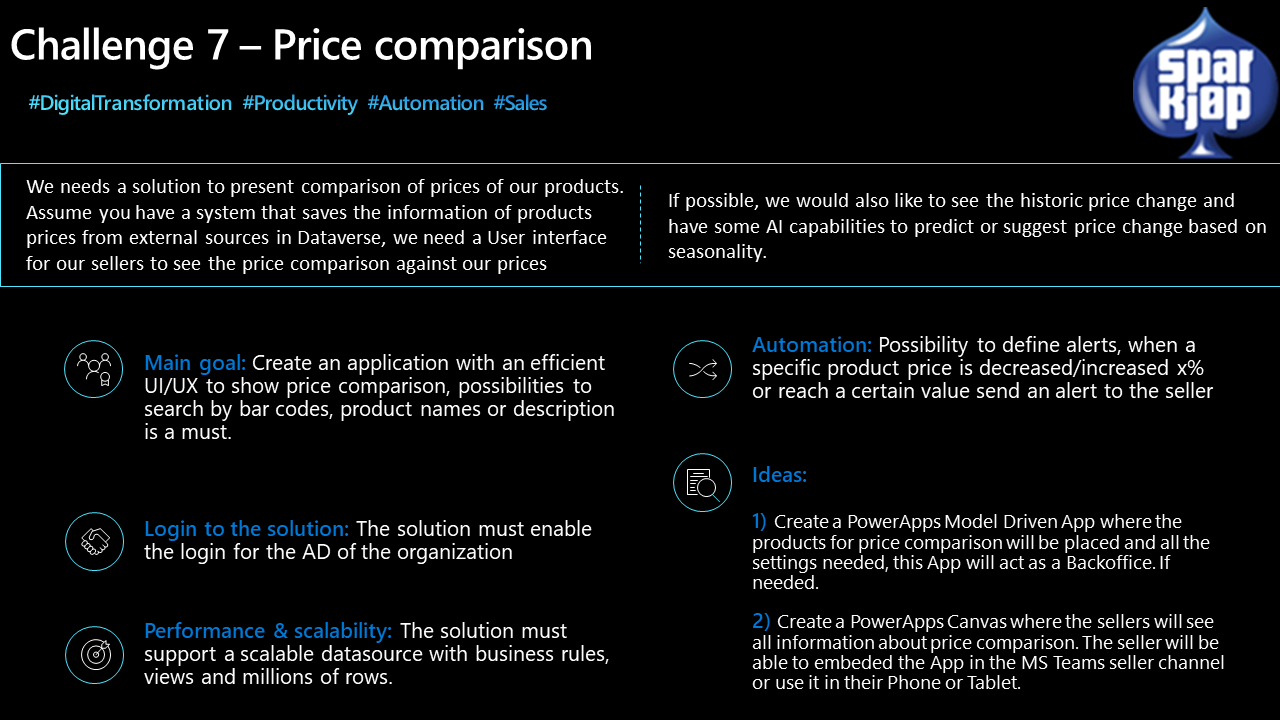 Challenge 7 – Price comparison
spar
kjøp
#DigitalTransformation #Productivity #Automation #Sales
We needs a solution to present comparison of prices of our products.
Assume you have a system that saves the information of products
prices from external sources in Dataverse, we need a User interface
for our sellers to see the price comparison against our prices
If possible, we would also like to see the historic price change and
have some AI capabilities to predict or suggest price change based on
seasonality.
Main goal: Create an application with an efficient
UI/UX to show price comparison, possibilities to
search by bar codes, product names or description
is a must.
Login to the solution: The solution must enable
the login for the AD of the organization
Performance & scalability: The solution must
support a scalable datasource with business rules,
views and millions of rows.
Automation: Possibility to define alerts, when a
specific product price is decreased/increased x%
or reach a certain value send an alert to the seller
Ideas:
1) Create a PowerApps Model Driven App where the
products for price comparison will be placed and all the
settings needed, this App will act as a Backoffice. If
needed.
2) Create a PowerApps Canvas where the sellers will see
all information about price comparison. The seller will be
able to embeded the App in the MS Teams seller channel
or use it in their Phone or Tablet.